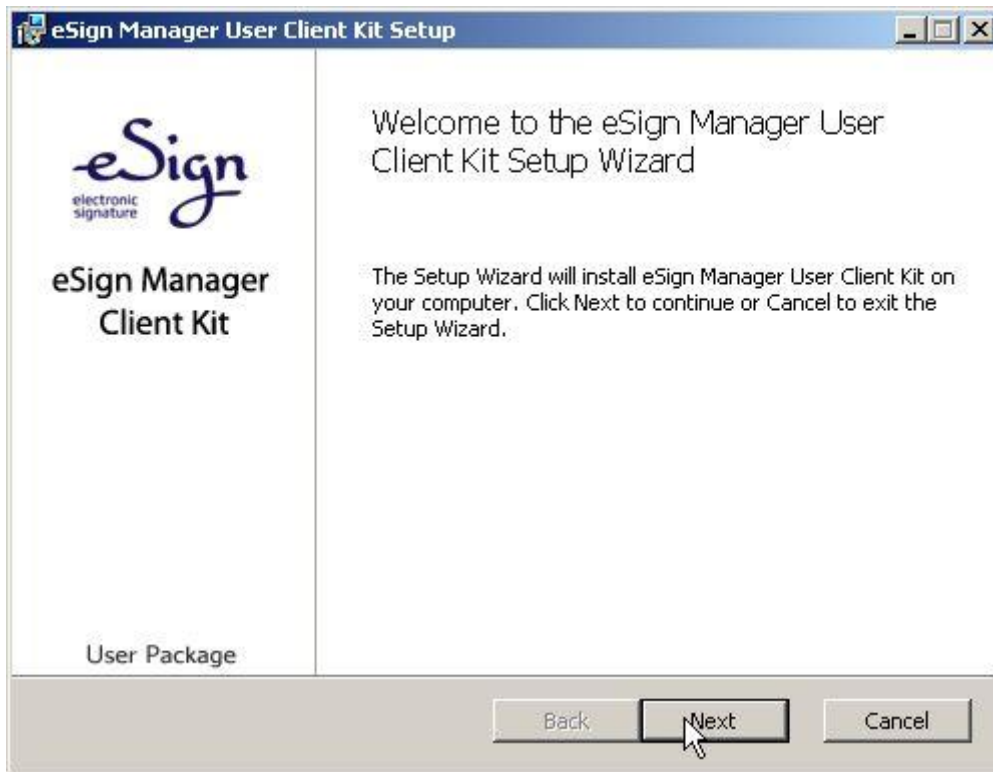 eSign Manager User Client Kit Setup
eSign
electronic
signature
eSign Manager
Client Kit
User Package
Welcome to the eSign Manager User
Client Kit Setup Wizard
The Setup Wizard will install eSign Manager User Client Kit on
your computer. Click Next to continue or Cancel to exit the
Setup Wizard.
Back Next Cancel